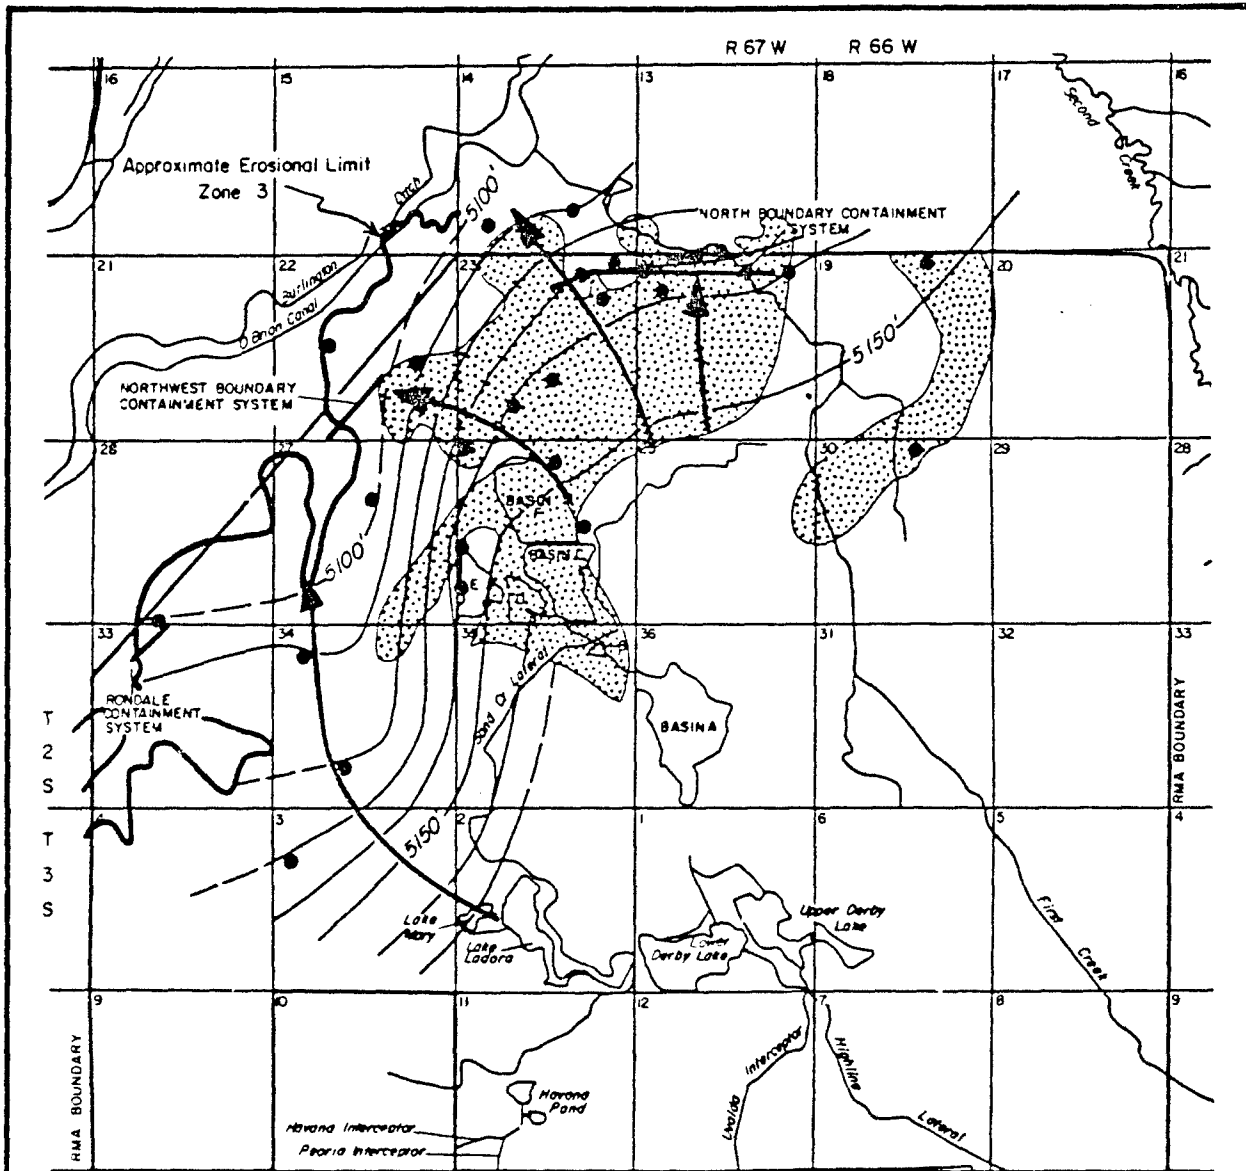 R 67 W R 66 W
16 15 14 13 18 17 16
Second
Creek
Approximate Erosional Limit
Zone 3
Ditch
5100'
NORTH BOUNDARY CONTAINMENT
SYSTEM
21 22 23 19 20 21
Burlington
O'Brian Canal
5150'
NORTHWEST BOUNDARY
CONTAINMENT SYSTEM
28 27 25 30 29 28
BASIN
F
BASIN C
5100'
E
33 34 35 36 31 32 33
Sand Cr Lateral
RONDALE
CONTAINMENT
SYSTEM
BASIN A
RMA BOUNDARY
T
2
S
3 2 1 6 5 4
T
3
S
5150'
Lake
Mary
Lake
Ladora
Lower
Derby Lake
Upper Derby
Lake
First
Creek
9 10 11 12 7 8 9
RMA BOUNDARY
Uvalda
Interceptor
Highline
Lateral
Havana
Pond
Havana Interceptor
Peoria Interceptor